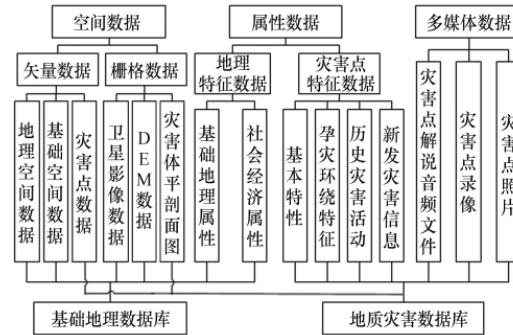 空间数据
属性数据
多媒体数据
矢量数据
栅格数据
地理
特征数据
灾害点
特征数据
地理空间数据
基础空间数据
灾害点数据
卫星影像数据
DEM数据
灾害体平剖面图
基础地理属性
社会经济属性
基本特性
孕灾环绕特征
历史灾害活动
新发灾害信息
灾害点解说音频文件
灾害点录像
灾害点照片
基础地理数据库
地质灾害数据库